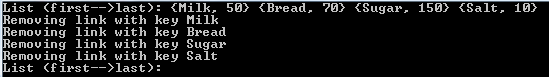 List (first-->last): {Milk, 50} {Bread, 70} {Sugar, 150} {Salt, 10}
Removing link with key Milk
Removing link with key Bread
Removing link with key Sugar
Removing link with key Salt
List (first-->last):